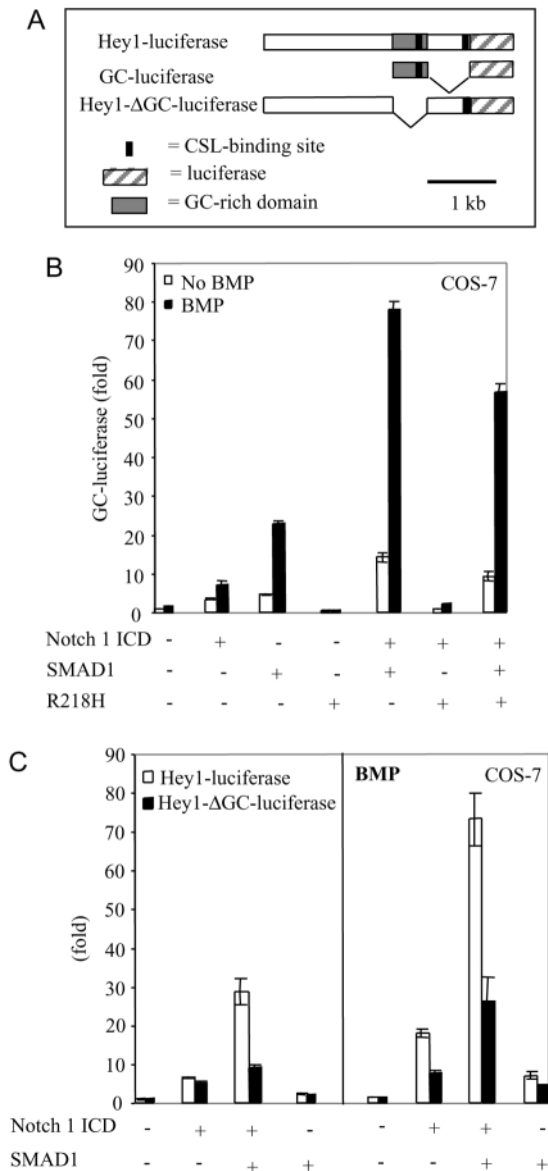 A
Hey1-luciferase
GC-luciferase
Hey1-ΔGC-luciferase
= CSL-binding site
= luciferase
= GC-rich domain
1 kb
B
90
80
70
60
50
40
30
20
10
0
GC-luciferase (fold)
No BMP
BMP
COS-7
Notch 1 ICD - + - - + + +
SMAD1 - - + - + - +
R218H - - - + - + +
C
90
80
70
60
50
40
30
20
10
0
(fold)
Hey1-luciferase
Hey1-ΔGC-luciferase
BMP
COS-7
Notch 1 ICD - + + - - + + -
SMAD1 - - + + - - + +